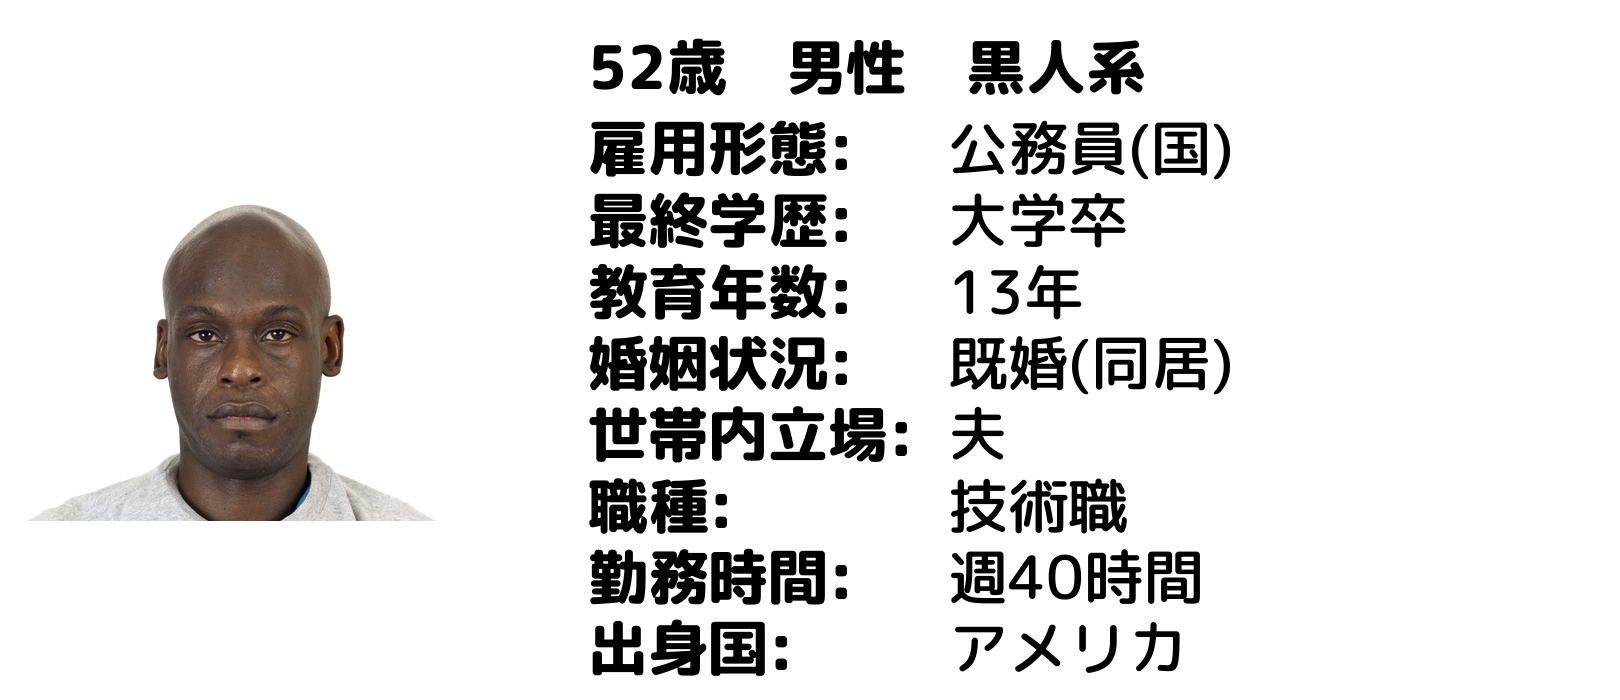 52歳　男性　黒人系
雇用形態:　公務員(国)
最終学歴:　大学卒
教育年数:　13年
婚姻状況:　既婚(同居)
世帯内立場:　夫
職種:　技術職
勤務時間:　週40時間
出身国:　アメリカ